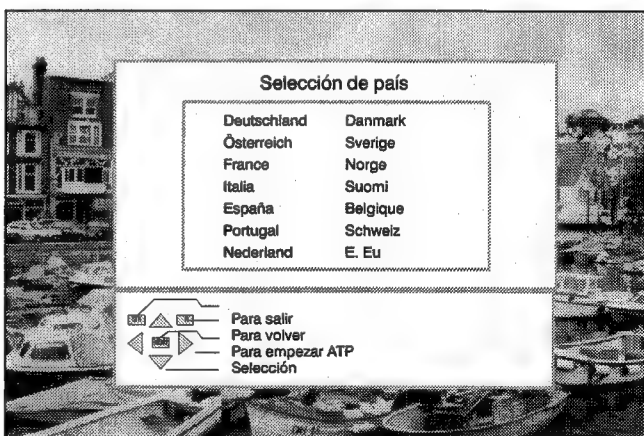 Selección de país
Deutschland Danmark
Österreich Sverige
France Norge
Italia Suomi
España Belgique
Portugal Schweiz
Nederland E. Eu
Para salir
Para volver
Para empezar ATP
Selección